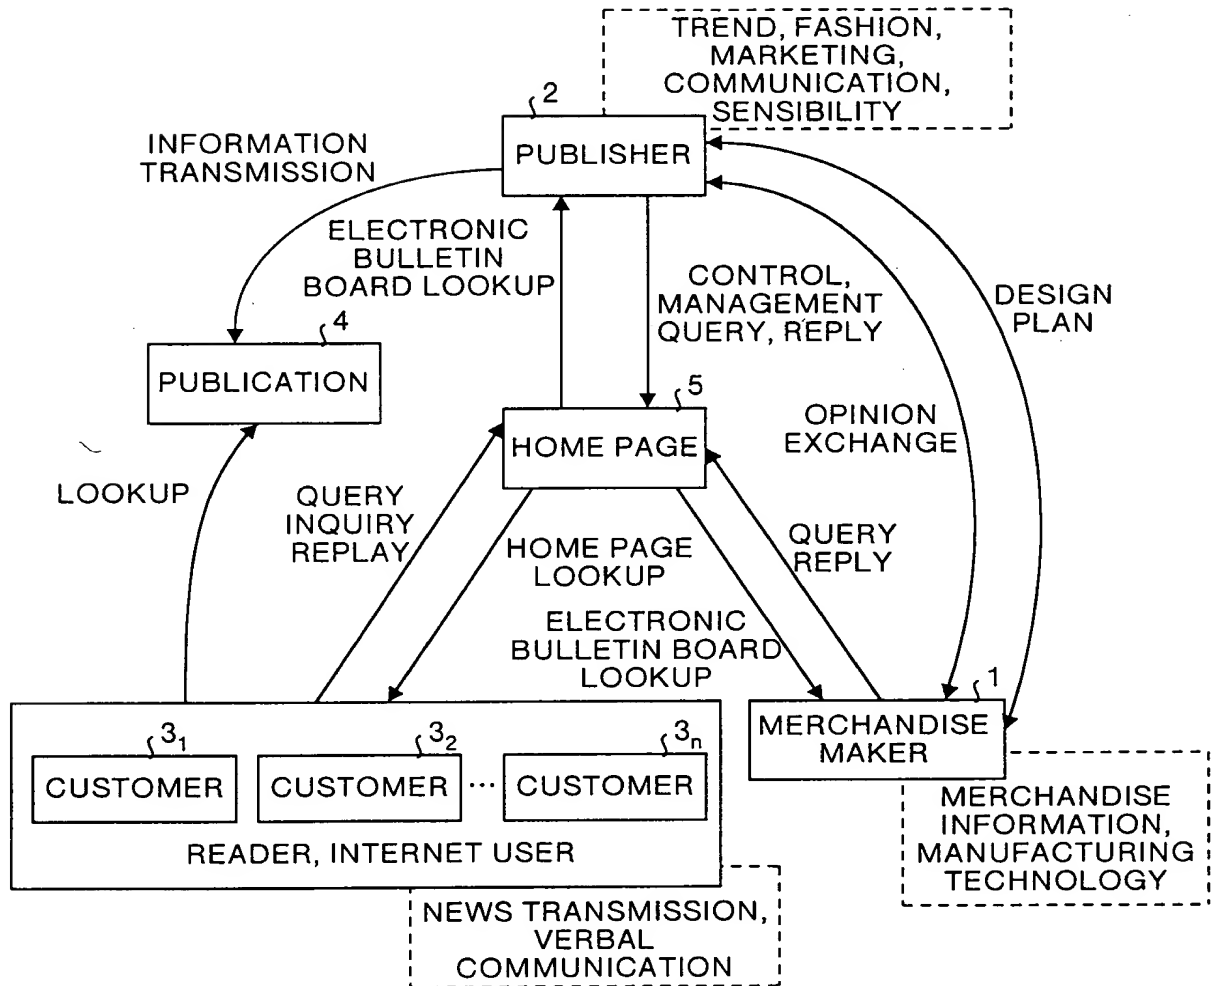 TREND, FASHION,
MARKETING,
COMMUNICATION,
SENSIBILITY
2
PUBLISHER
INFORMATION
TRANSMISSION
ELECTRONIC
BULLETIN
BOARD LOOKUP
CONTROL,
MANAGEMENT
QUERY, REPLY
DESIGN
PLAN
4
PUBLICATION
5
HOME PAGE
OPINION
EXCHANGE
LOOKUP
QUERY
INQUIRY
REPLAY
HOME PAGE
LOOKUP
QUERY
REPLY
ELECTRONIC
BULLETIN BOARD
LOOKUP
1
MERCHANDISE
MAKER
31
CUSTOMER
32
CUSTOMER
...
3n
CUSTOMER
READER, INTERNET USER
MERCHANDISE
INFORMATION,
MANUFACTURING
TECHNOLOGY
NEWS TRANSMISSION,
VERBAL
COMMUNICATION